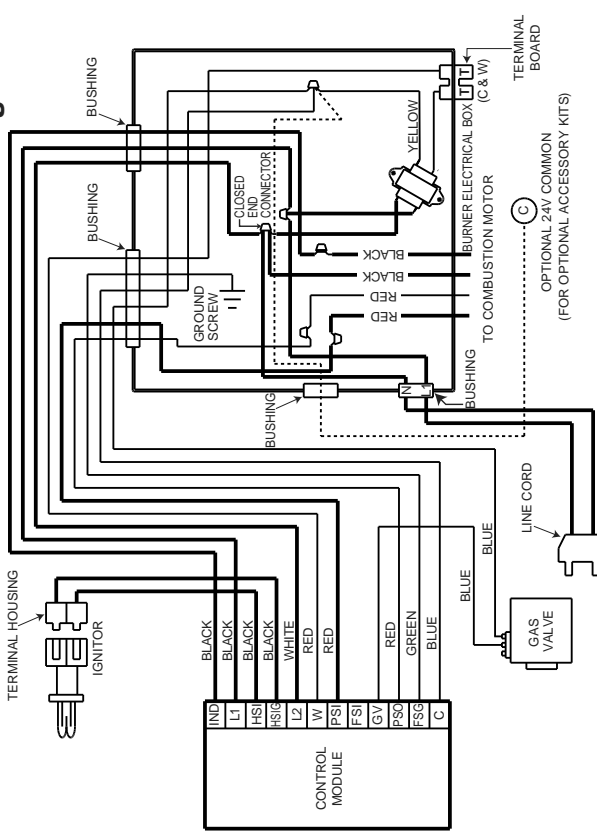 TERMINAL HOUSING
IGNITOR
CONTROL
MODULE
IND
L1
HSI
HSIG
L2
W
PSI
FSI
GV
PSO
FSG
C
BLACK
BLACK
BLACK
BLACK
WHITE
RED
RED
RED
GREEN
BLUE
BLUE
BLUE
GAS
VALVE
LINE CORD
BUSHING
BUSHING
BUSHING
BUSHING
N
L1
GROUND
SCREW
CLOSED
END
CONNECTOR
YELLOW
BLACK
BLACK
RED
RED
TO COMBUSTION MOTOR
BURNER ELECTRICAL BOX
T
T
(C & W)
TERMINAL
BOARD
C
OPTIONAL 24V COMMON
(FOR OPTIONAL ACCESSORY KITS)